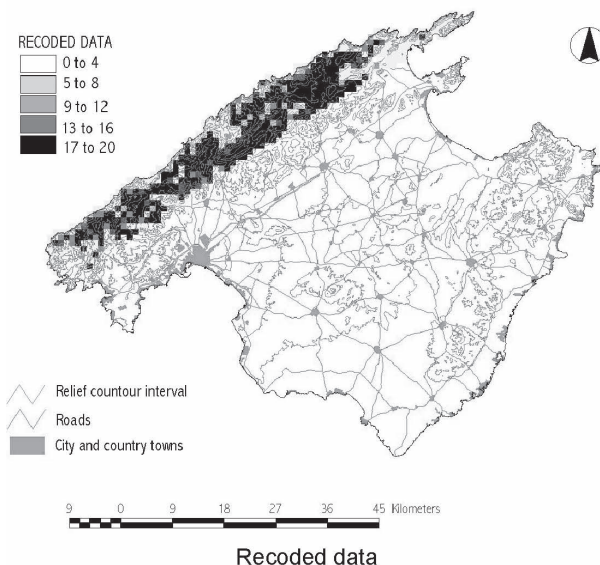 RECODED DATA
0 to 4
5 to 8
9 to 12
13 to 16
17 to 20
Relief countour interval
Roads
City and country towns
9 0 9 18 27 36 45 Kilometers
Recoded data